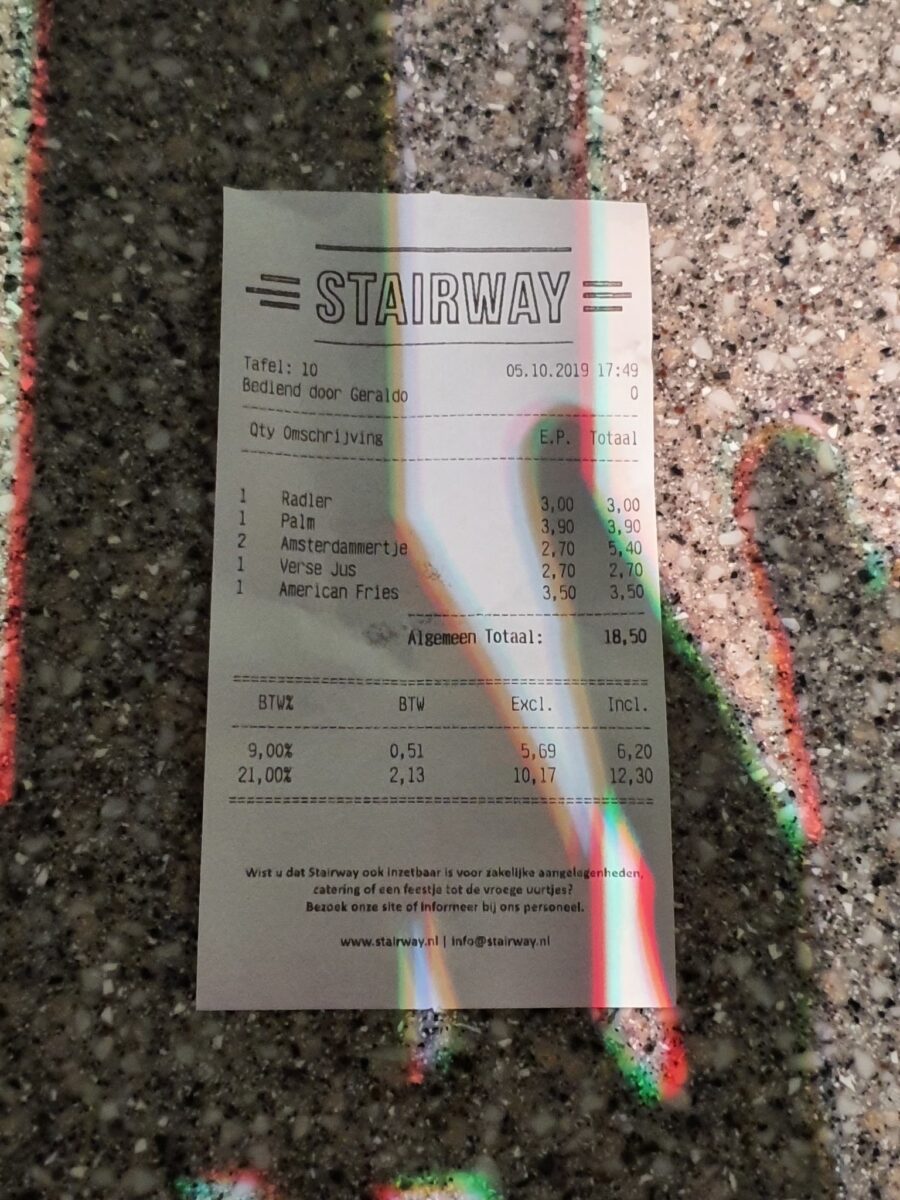 STAIRWAY
Tafel: 10 05.10.2019 17:49
Bediend door Geraldo 0
Qty Omschrijving E.P. Totaal
1 Radler 3,00 3,00
1 Palm 3,90 3,90
2 Amsterdammertje 2,70 5,40
1 Verse Jus 2,70 2,70
1 American Fries 3,50 3,50
Algemeen Totaal: 18,50
BTW% BTW Excl. Incl.
9,00% 0,51 5,69 6,20
21,00% 2,13 10,17 12,30
Wist u dat Stairway ook inzetbaar is voor zakelijke aangelegenheden,
catering of een feestje tot de vroege uurtjes?
Bezoek onze site of informeer bij ons personeel.
www.stairway.nl | info@stairway.nl